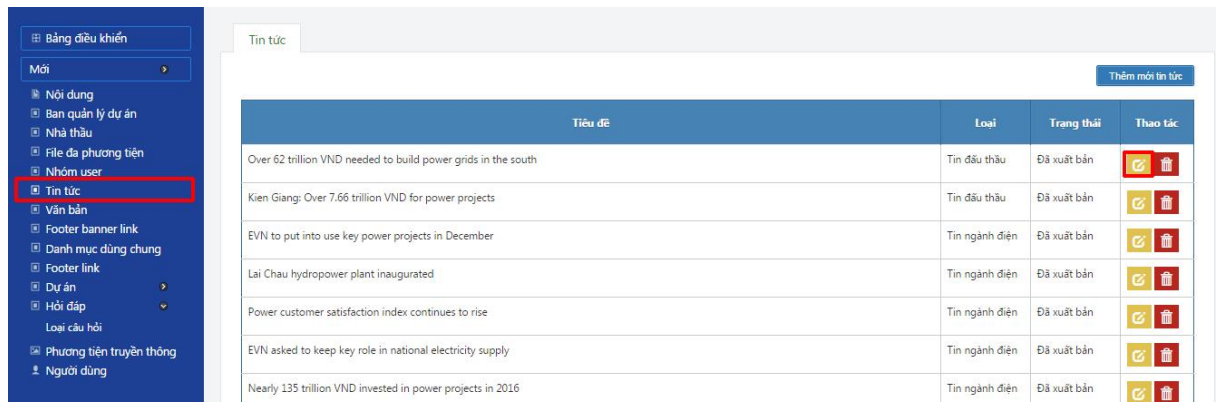 Bảng điều khiển
Mới
Nội dung
Ban quản lý dự án
Nhà thầu
File đa phương tiện
Nhóm user
Tin tức
Văn bản
Footer banner link
Danh mục dùng chung
Footer link
Dự án
Hỏi đáp
Loại câu hỏi
Phương tiện truyền thông
Người dùng
Tin tức
Thêm mới tin tức
Tiêu đề Loại Trạng thái Thao tác
Over 62 trillion VND needed to build power grids in the south Tin đấu thầu Đã xuất bản
Kien Giang: Over 7.66 trillion VND for power projects Tin đấu thầu Đã xuất bản
EVN to put into use key power projects in December Tin ngành điện Đã xuất bản
Lai Chau hydropower plant inaugurated Tin ngành điện Đã xuất bản
Power customer satisfaction index continues to rise Tin ngành điện Đã xuất bản
EVN asked to keep key role in national electricity supply Tin ngành điện Đã xuất bản
Nearly 135 trillion VND invested in power projects in 2016 Tin ngành điện Đã xuất bản